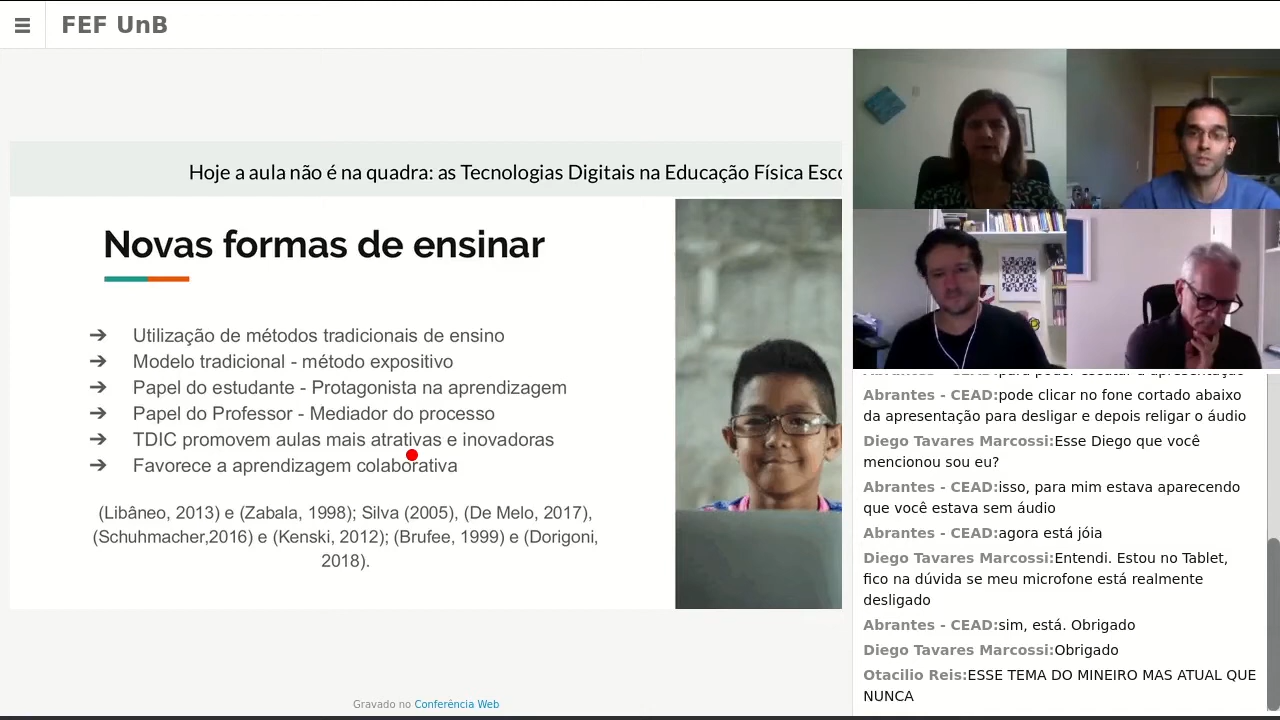 FEF UnB
Hoje a aula não é na quadra: as Tecnologias Digitais na Educação Física Esc
Novas formas de ensinar
➔ Utilização de métodos tradicionais de ensino
➔ Modelo tradicional - método expositivo
➔ Papel do estudante - Protagonista na aprendizagem
➔ Papel do Professor - Mediador do processo
➔ TDIC promovem aulas mais atrativas e inovadoras
➔ Favorece a aprendizagem colaborativa
(Libâneo, 2013) e (Zabala, 1998); Silva (2005), (De Melo, 2017),
(Schuhmacher,2016) e (Kenski, 2012); (Brufee, 1999) e (Dorigoni,
2018).
Gravado no Conferência Web
Abrantes - CEAD:para poder escutar a apresentação
Abrantes - CEAD:pode clicar no fone cortado abaixo
da apresentação para desligar e depois religar o áudio
Diego Tavares Marcossi:Esse Diego que você
mencionou sou eu?
Abrantes - CEAD:isso, para mim estava aparecendo
que você estava sem áudio
Abrantes - CEAD:agora está jóia
Diego Tavares Marcossi:Entendi. Estou no Tablet,
fico na dúvida se meu microfone está realmente
desligado
Abrantes - CEAD:sim, está. Obrigado
Diego Tavares Marcossi:Obrigado
Otacilio Reis:ESSE TEMA DO MINEIRO MAS ATUAL QUE
NUNCA